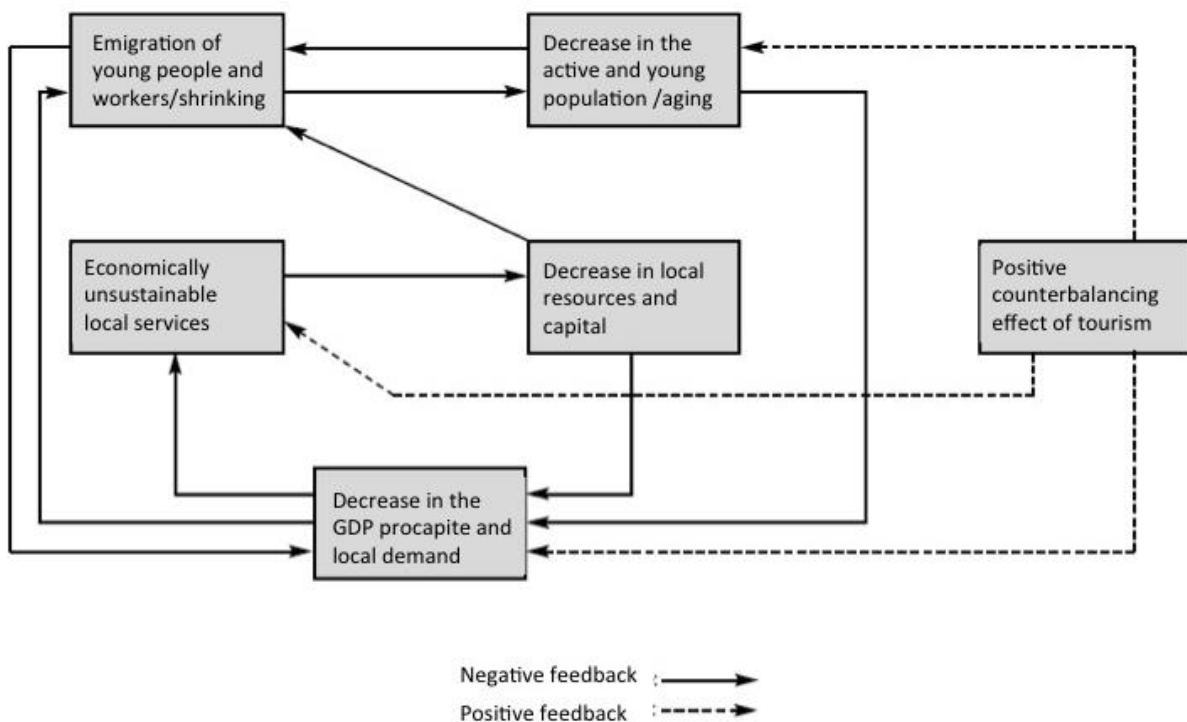 Emigration of
young people and
workers/shrinking
Decrease in the
active and young
population /aging
Economically
unsustainable
local services
Decrease in local
resources and
capital
Positive
counterbalancing
effect of tourism
Decrease in the
GDP procapite and
local demand
Negative feedback :
Positive feedback :